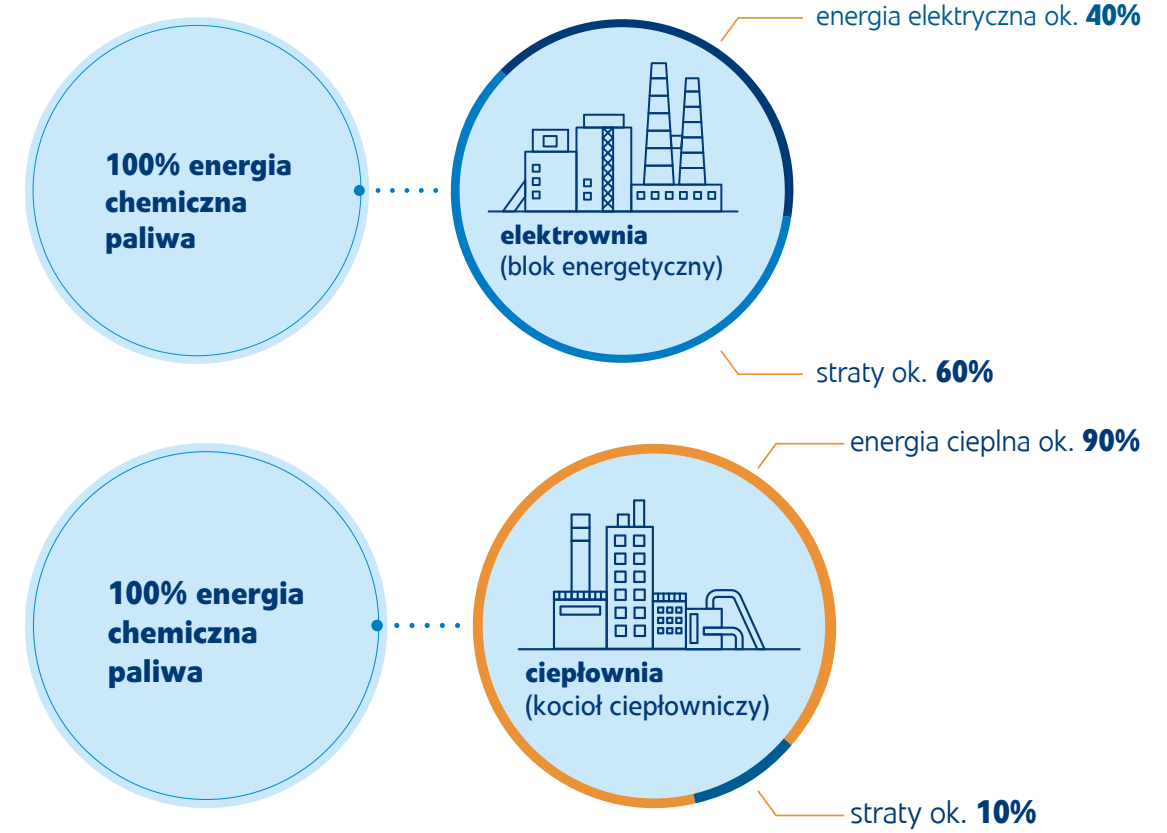 energia elektryczna ok. 40%
100% energia
chemiczna
paliwa
elektrownia
(blok energetyczny)
straty ok. 60%
energia cieplna ok. 90%
100% energia
chemiczna
paliwa
ciepłownia
(kocioł ciepłowniczy)
straty ok. 10%